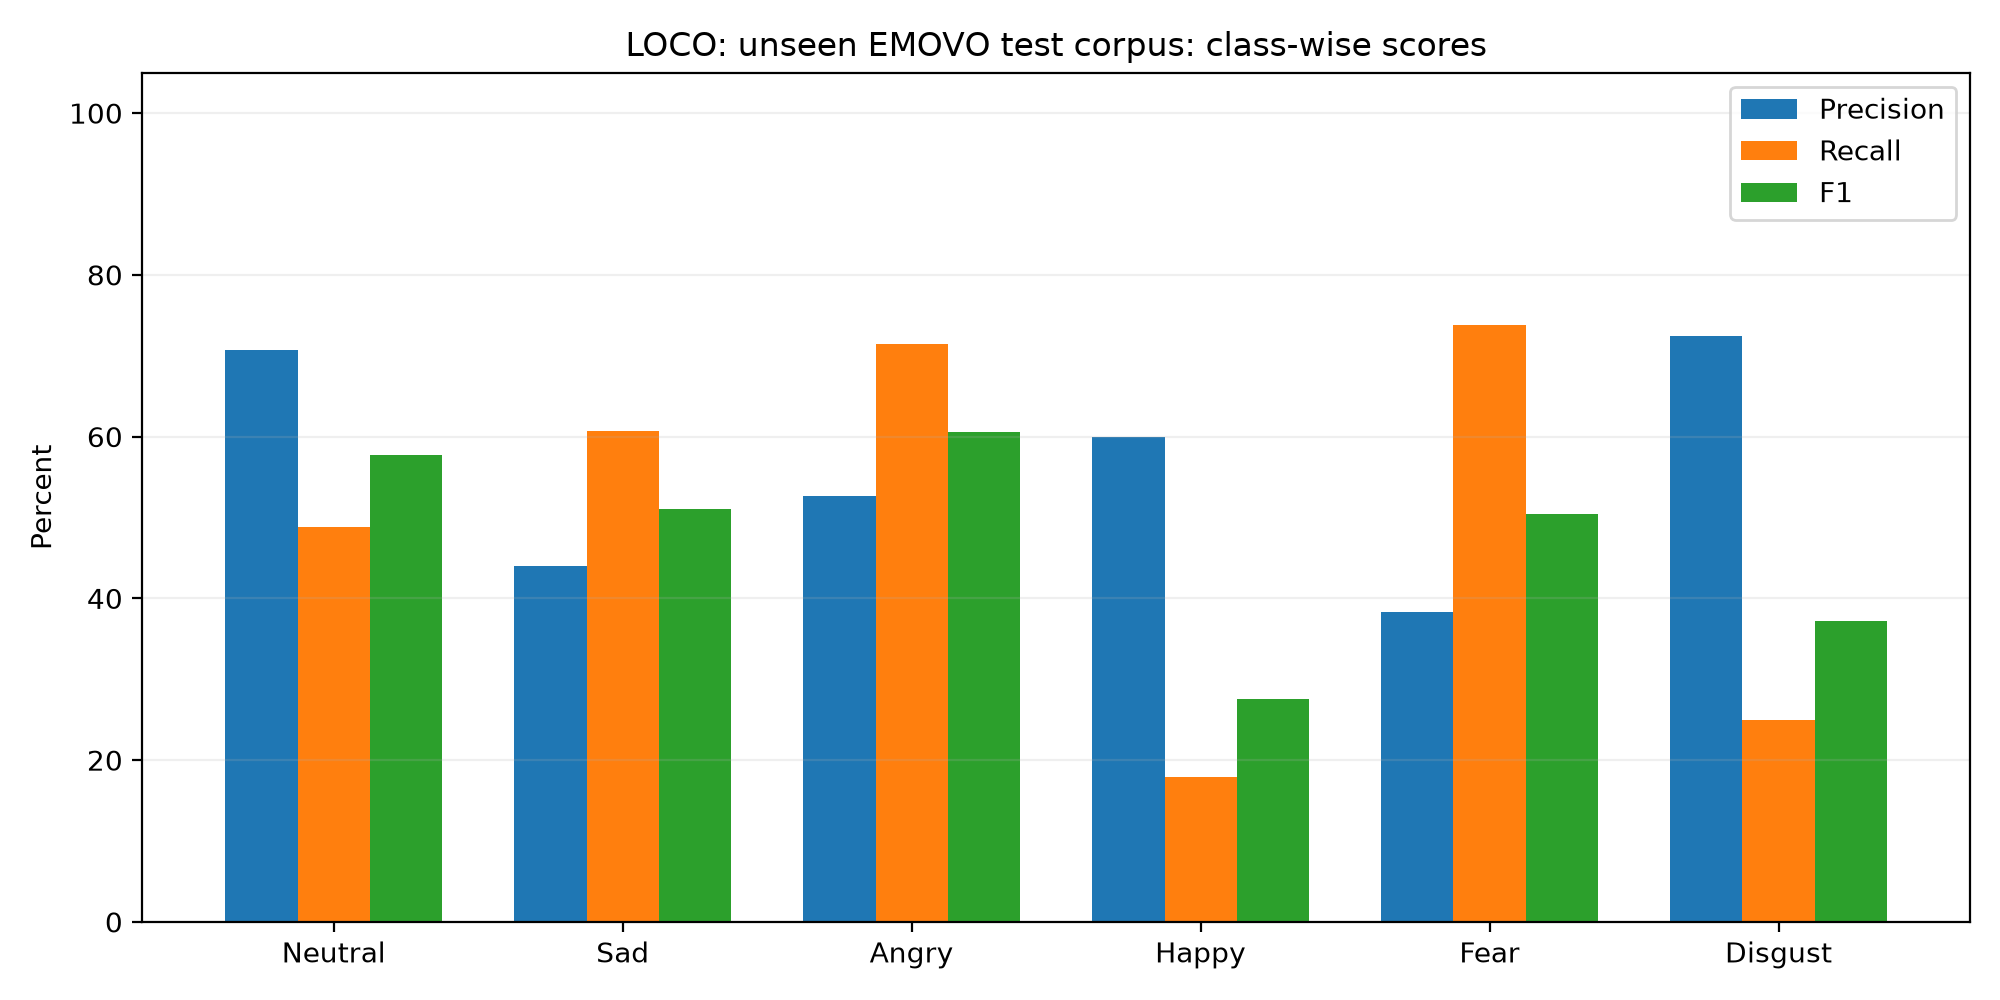 LOCO: unseen EMOVO test corpus: class-wise scores
Precision
Recall
F1
Percent
100
80
60
40
20
0
Neutral
Sad
Angry
Happy
Fear
Disgust